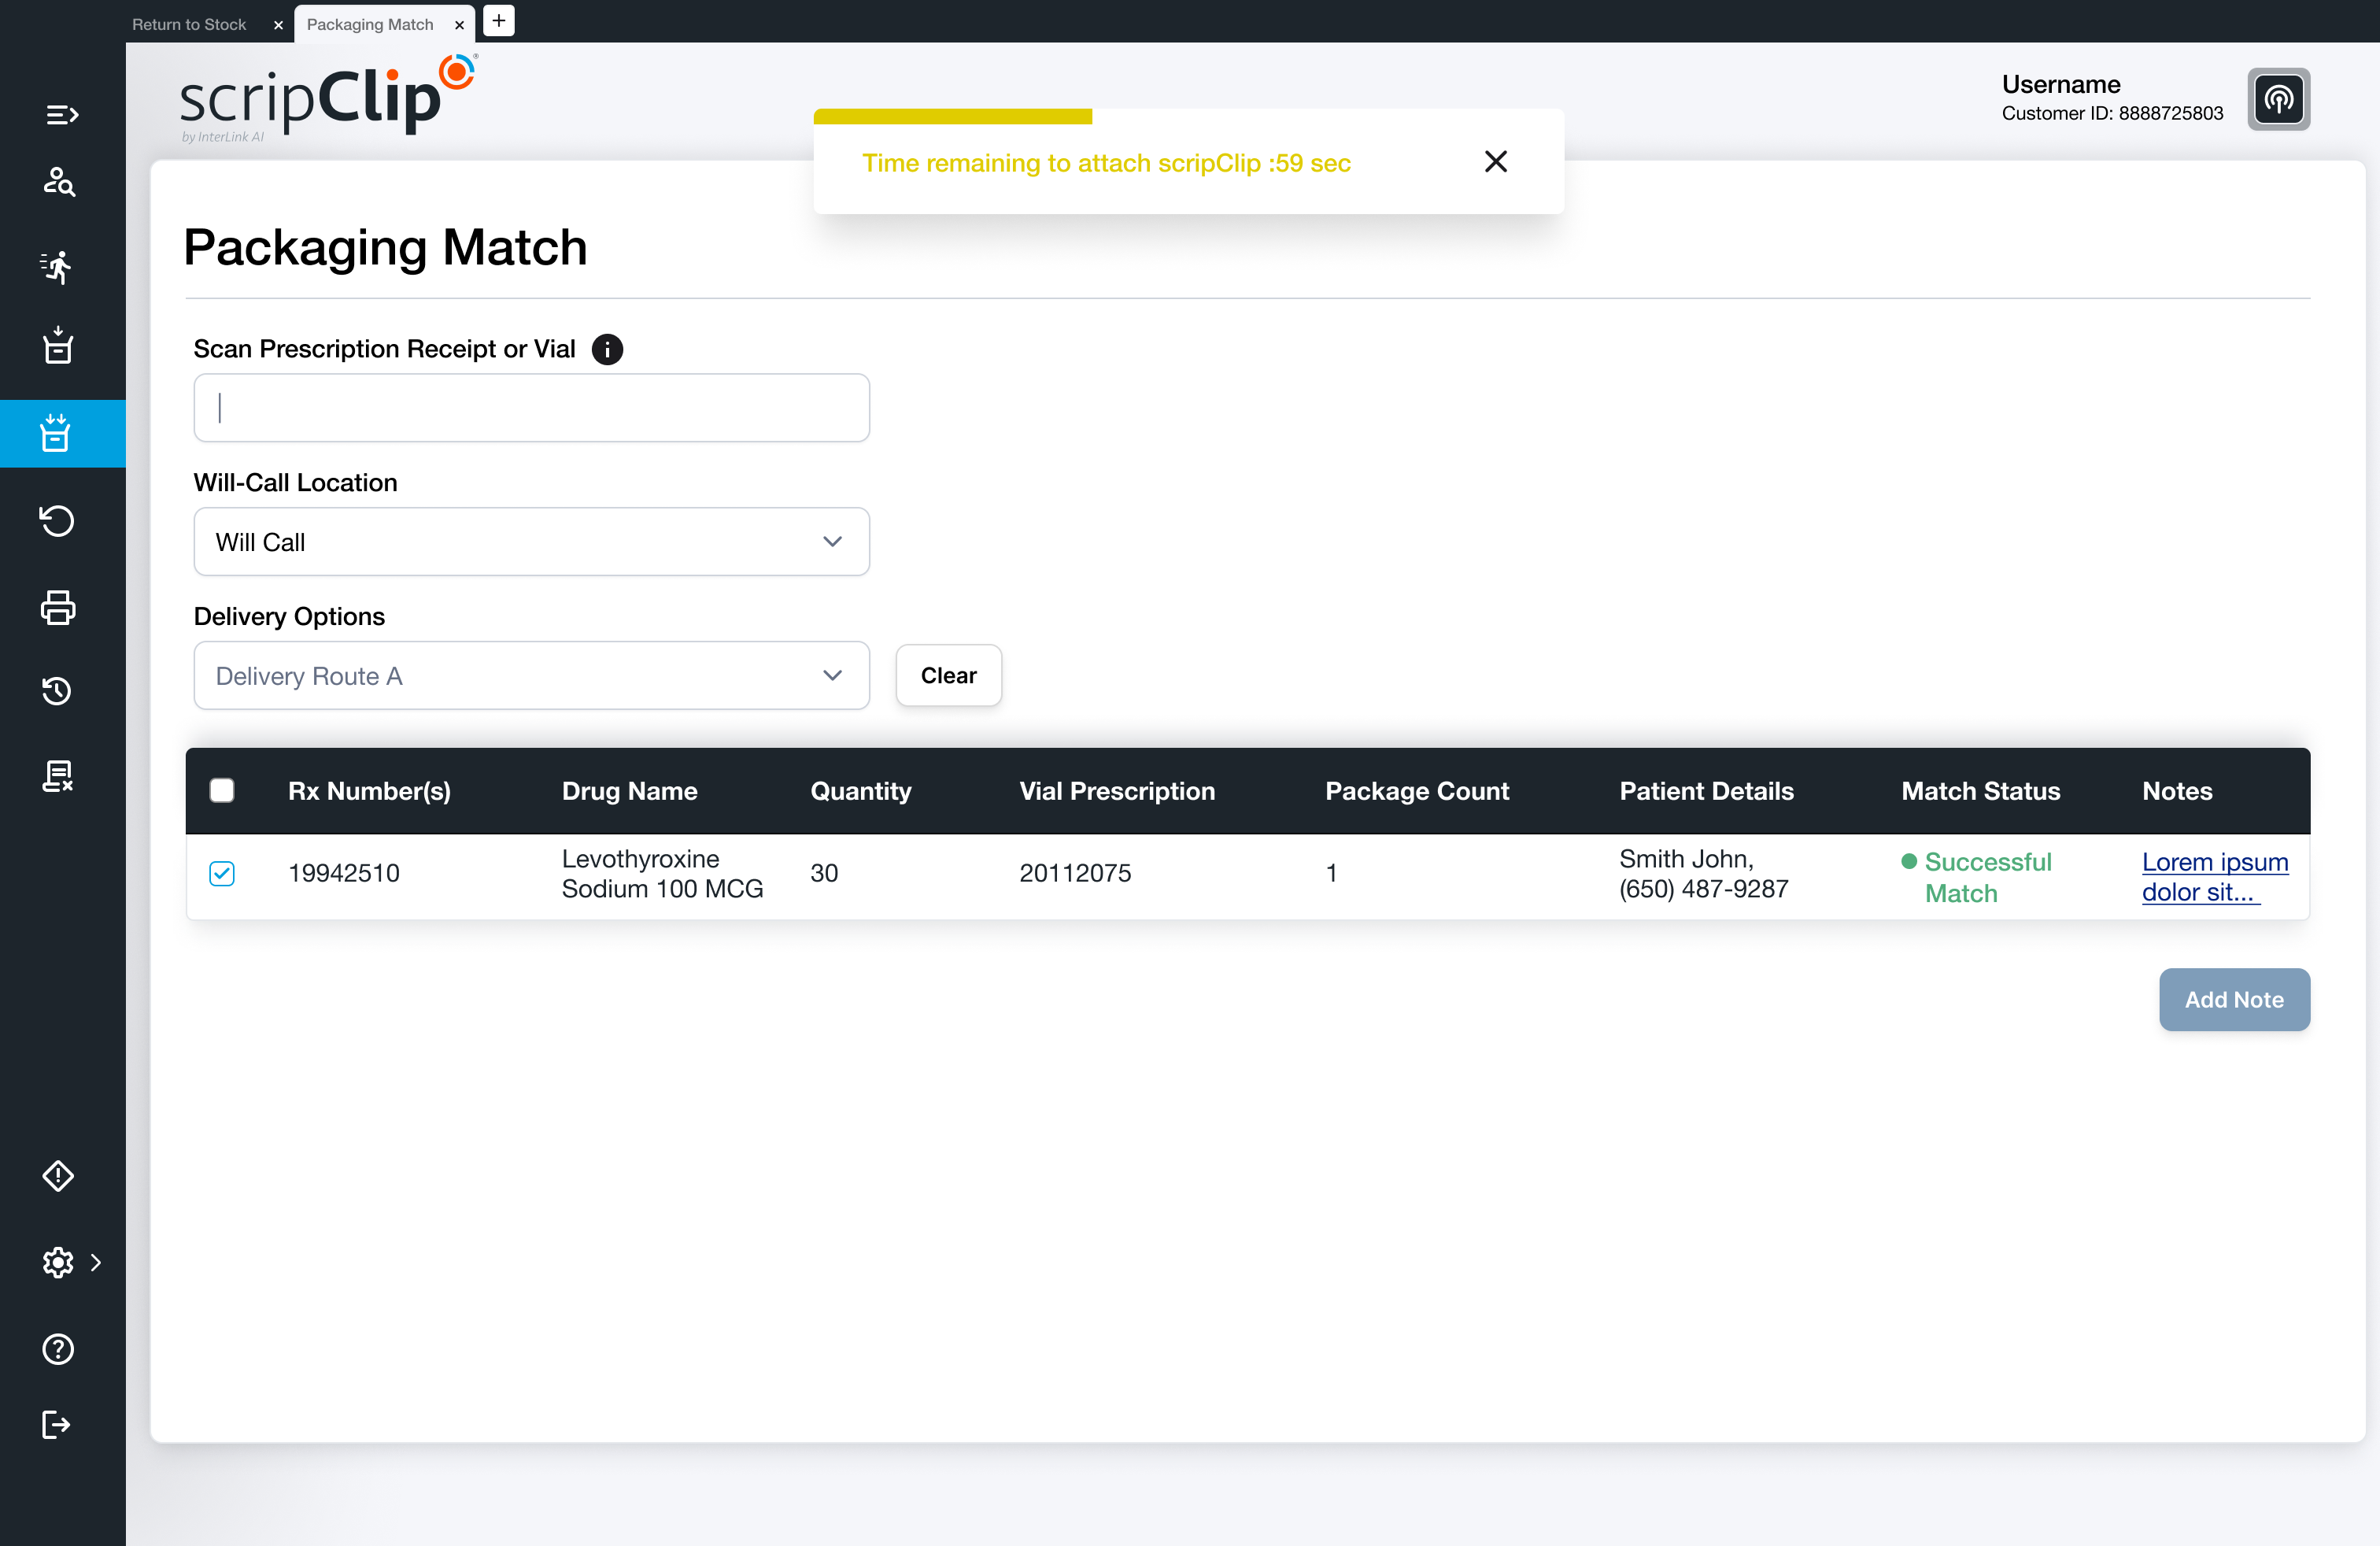 Return to Stock
Packaging Match
scripClip
by InterLink AI
Username
Customer ID: 8888725803
Time remaining to attach scripClip :59 sec
Packaging Match
Scan Prescription Receipt or Vial
Will-Call Location
Will Call
Delivery Options
Delivery Route A
Clear
Rx Number(s) Drug Name Quantity Vial Prescription Package Count Patient Details Match Status Notes
19942510 Levothyroxine 30 20112075 1 Smith John, Successful Lorem ipsum
Sodium 100 MCG (650) 487-9287 Match dolor sit...
Add Note